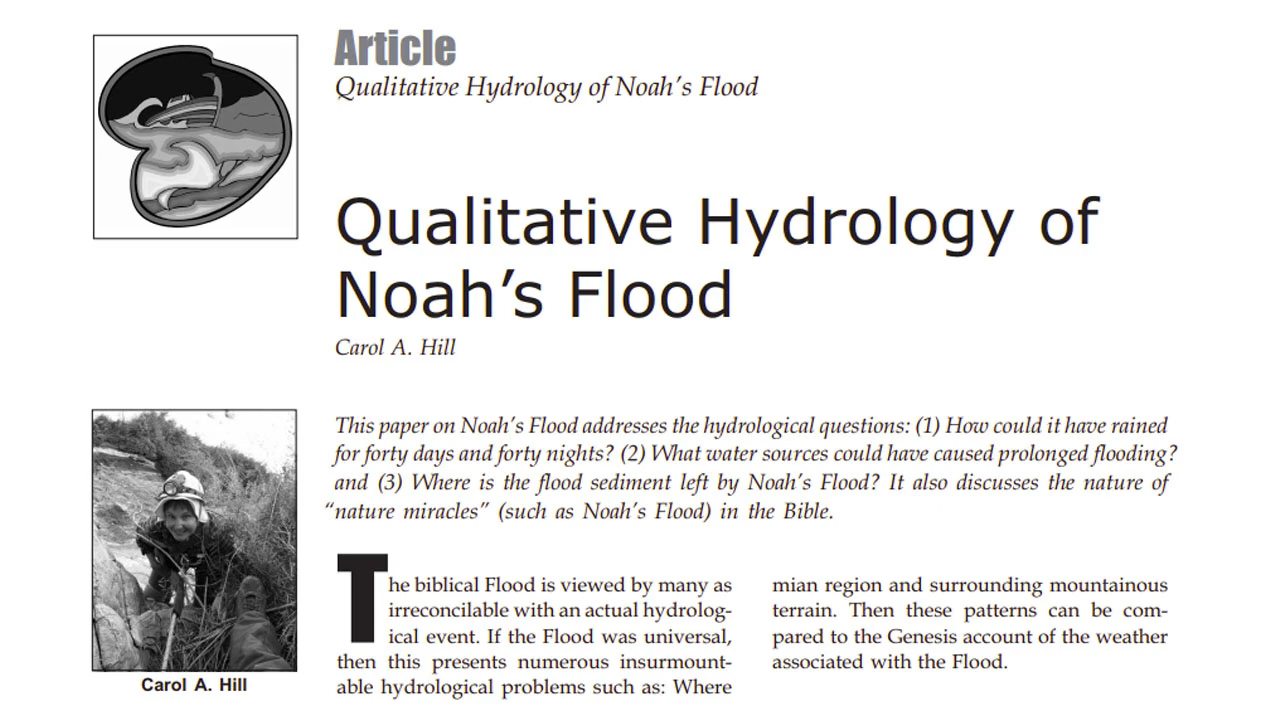 Article
Qualitative Hydrology of Noah's Flood
Qualitative Hydrology of
Noah's Flood
Carol A. Hill
This paper on Noah's Flood addresses the hydrological questions: (1) How could it have rained
for forty days and forty nights? (2) What water sources could have caused prolonged flooding?
and (3) Where is the flood sediment left by Noah's Flood? It also discusses the nature of
“nature miracles” (such as Noah's Flood) in the Bible.
The biblical Flood is viewed by many as
irreconcilable with an actual hydrolog-
ical event. If the Flood was universal,
then this presents numerous insurmount-
able hydrological problems such as: Where
mian region and surrounding mountainous
terrain. Then these patterns can be com-
pared to the Genesis account of the weather
associated with the Flood.
Carol A. Hill